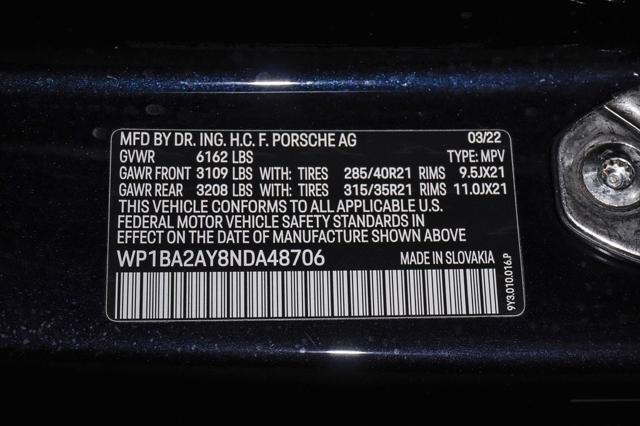 MFD BY DR. ING. H.C. F. PORSCHE AG 03/22
GVWR 6162 LBS TYPE: MPV
GAWR FRONT 3109 LBS WITH: TIRES 285/40R21 RIMS 9.5JX21
GAWR REAR 3208 LBS WITH: TIRES 315/35R21 RIMS 11.0JX21
THIS VEHICLE CONFORMS TO ALL APPLICABLE U.S.
FEDERAL MOTOR VEHICLE SAFETY STANDARDS IN
EFFECT ON THE DATE OF MANUFACTURE SHOWN ABOVE
WP1BA2AY8NDA48706 MADE IN SLOVAKIA
9Y3.010.016.P